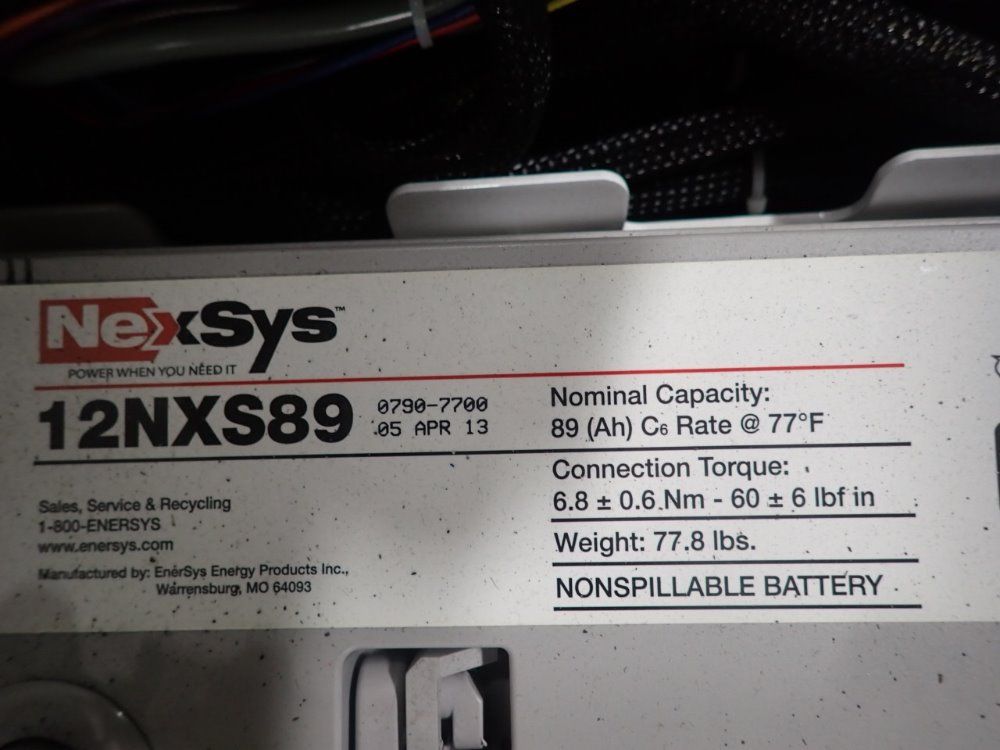 NexSys™
POWER WHEN YOU NEED IT
12NXS89
0790-7700
05 APR 13
Nominal Capacity:
89 (Ah) C6 Rate @ 77°F
Connection Torque:
6.8 ± 0.6 Nm - 60 ± 6 lbf in
Weight: 77.8 lbs.
NONSPILLABLE BATTERY
Sales, Service & Recycling
1-800-ENERSYS
www.enersys.com
Manufactured by: EnerSys Energy Products Inc.,
Warrensburg, MO 64093